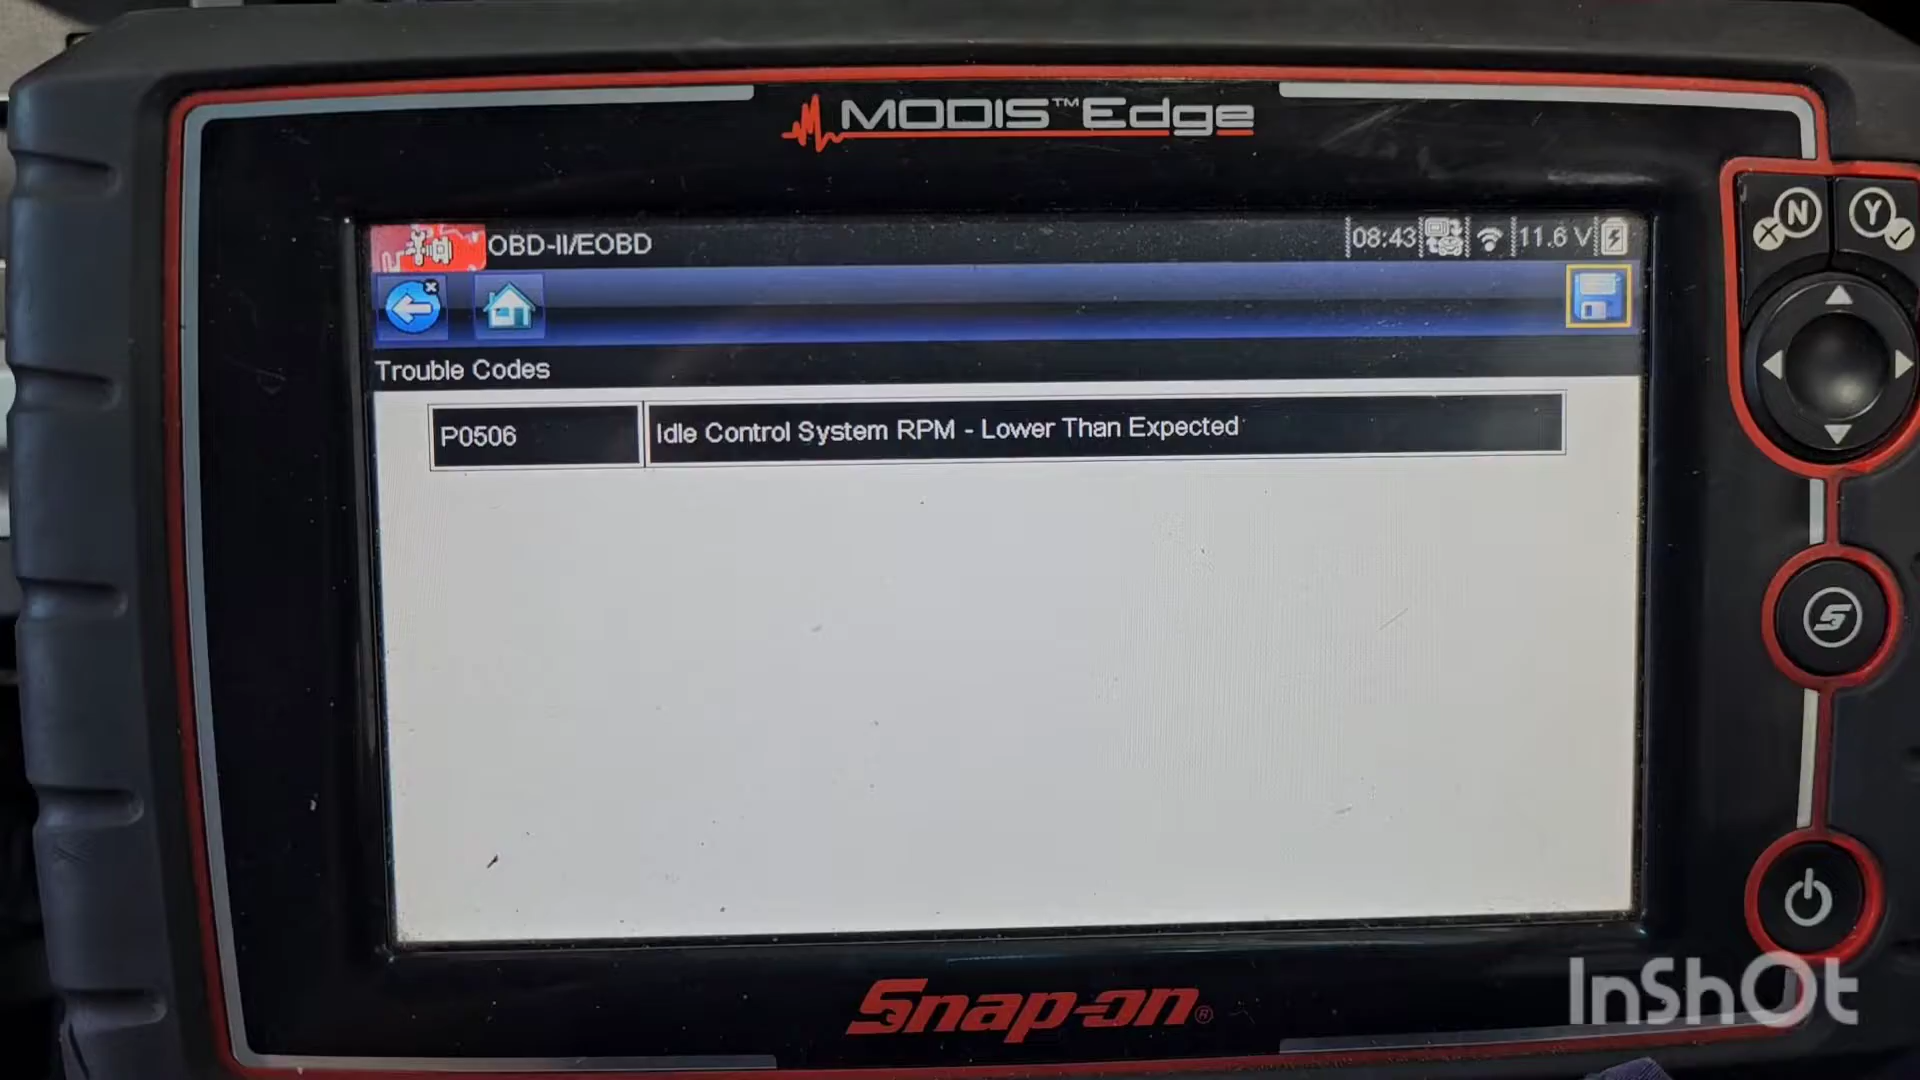 MODIS™ Edge
OBD-II/EOBD
08:43
11.6 V
N
Y
Trouble Codes
P0506
Idle Control System RPM - Lower Than Expected
S
Snap-on®
InShOt